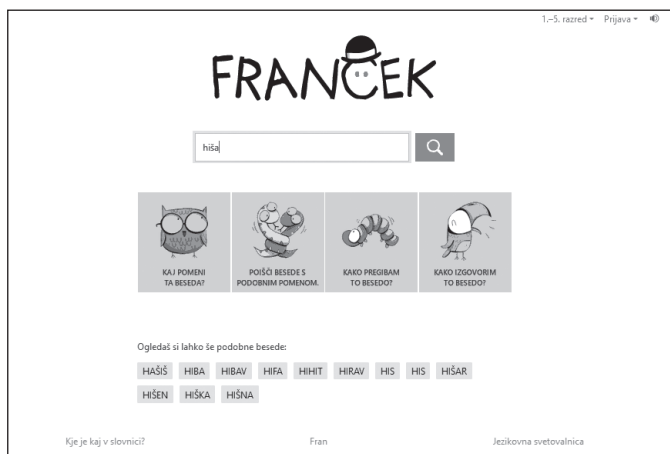 1.–5. razred Prijava
FRANČEK
hiša
KAJ POMENI
TA BESEDA?
POIŠČI BESEDE S
PODOBNIM POMENOM.
KAKO PREGIBAM
TO BESEDO?
KAKO IZGOVORIM
TO BESEDO?
Ogledaš si lahko še podobne besede:
HAŠIŠ HIBA HIBAV HIFA HIHIT HIRAV HIS HIS HIŠAR
HIŠEN HIŠKA HIŠNA
Kje je kaj v slovnici? Fran Jezikovna svetovalnica